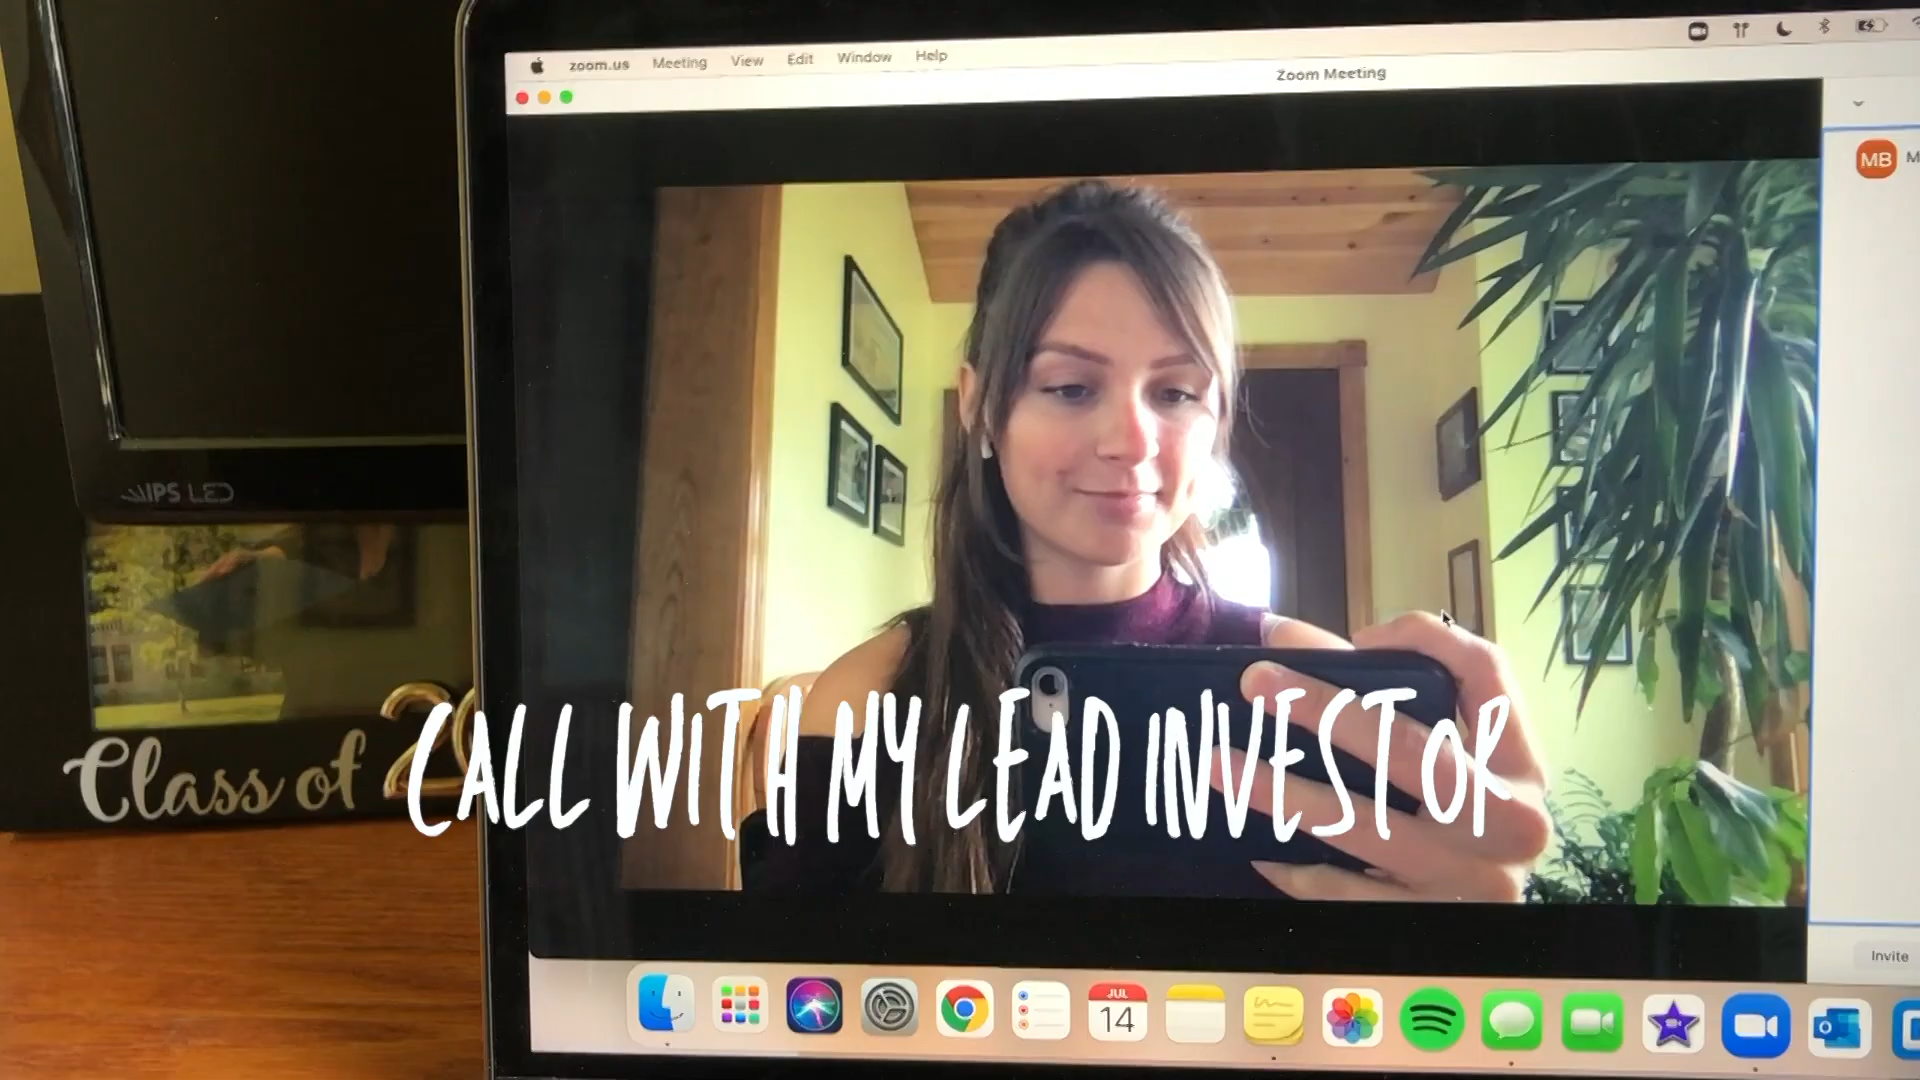 zoom.us Meeting View Edit Window Help
Zoom Meeting
MB
IPS LED
Class of 20
CALL WITH MY LEAD INVESTOR
Invite
JUL
14